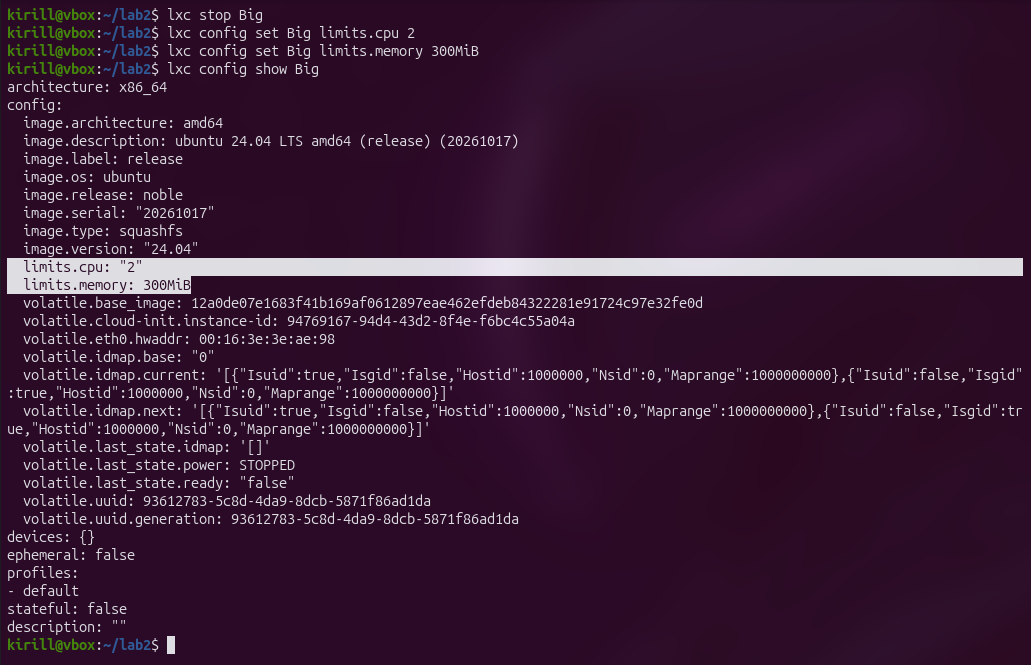 kirill@vbox:~/lab2$ lxc stop Big
kirill@vbox:~/lab2$ lxc config set Big limits.cpu 2
kirill@vbox:~/lab2$ lxc config set Big limits.memory 300MiB
kirill@vbox:~/lab2$ lxc config show Big
architecture: x86_64
config:
  image.architecture: amd64
  image.description: ubuntu 24.04 LTS amd64 (release) (20261017)
  image.label: release
  image.os: ubuntu
  image.release: noble
  image.serial: "20261017"
  image.type: squashfs
  image.version: "24.04"
  limits.cpu: "2"
  limits.memory: 300MiB
  volatile.base_image: 12a0de07e1683f41b169af0612897eae462efdeb84322281e91724c97e32fe0d
  volatile.cloud-init.instance-id: 94769167-94d4-43d2-8f4e-f6bc4c55a04a
  volatile.eth0.hwaddr: 00:16:3e:3e:ae:98
  volatile.idmap.base: "0"
  volatile.idmap.current: '[{"Isuid":true,"Isgid":false,"Hostid":1000000,"Nsid":0,"Maprange":1000000000},{"Isuid":false,"Isgid"
:true,"Hostid":1000000,"Nsid":0,"Maprange":1000000000}]'
  volatile.idmap.next: '[{"Isuid":true,"Isgid":false,"Hostid":1000000,"Nsid":0,"Maprange":1000000000},{"Isuid":false,"Isgid":tr
ue,"Hostid":1000000,"Nsid":0,"Maprange":1000000000}]'
  volatile.last_state.idmap: '[]'
  volatile.last_state.power: STOPPED
  volatile.last_state.ready: "false"
  volatile.uuid: 93612783-5c8d-4da9-8dcb-5871f86ad1da
  volatile.uuid.generation: 93612783-5c8d-4da9-8dcb-5871f86ad1da
devices: {}
ephemeral: false
profiles:
- default
stateful: false
description: ""
kirill@vbox:~/lab2$